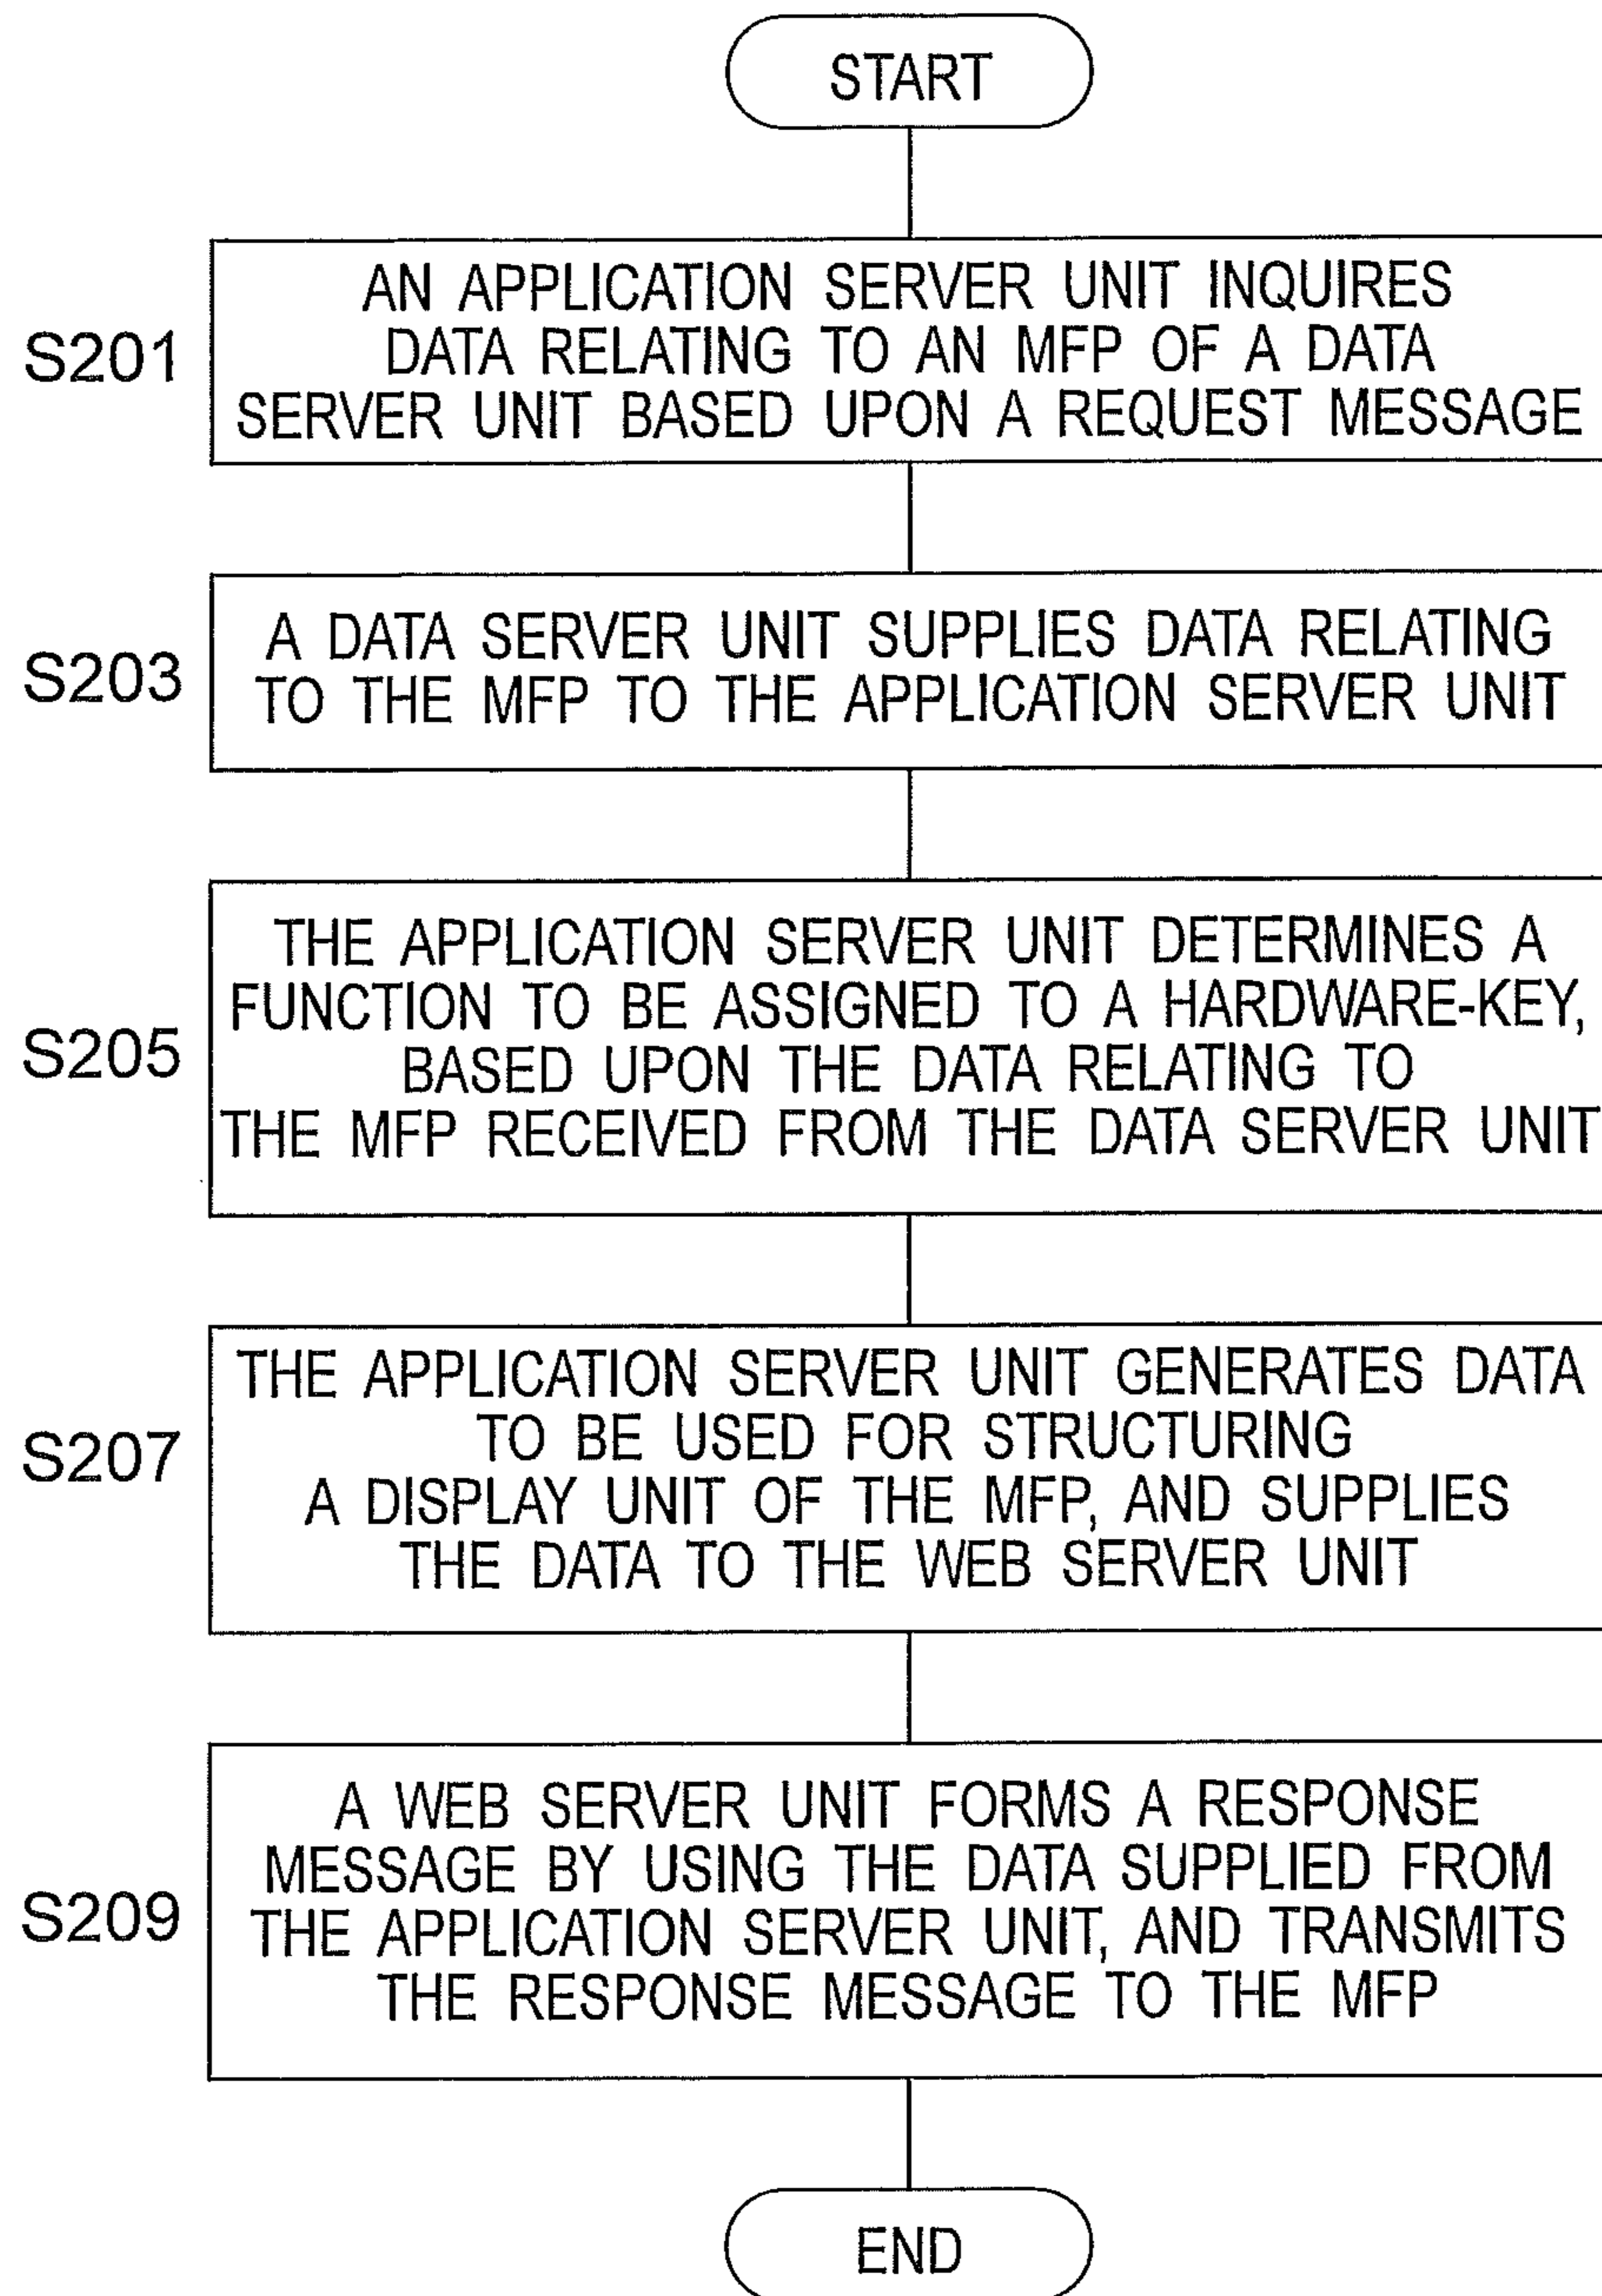 START
S201
AN APPLICATION SERVER UNIT INQUIRES
DATA RELATING TO AN MFP OF A DATA
SERVER UNIT BASED UPON A REQUEST MESSAGE
S203
A DATA SERVER UNIT SUPPLIES DATA RELATING
TO THE MFP TO THE APPLICATION SERVER UNIT
S205
THE APPLICATION SERVER UNIT DETERMINES A
FUNCTION TO BE ASSIGNED TO A HARDWARE-KEY,
BASED UPON THE DATA RELATING TO
THE MFP RECEIVED FROM THE DATA SERVER UNIT
S207
THE APPLICATION SERVER UNIT GENERATES DATA
TO BE USED FOR STRUCTURING
A DISPLAY UNIT OF THE MFP, AND SUPPLIES
THE DATA TO THE WEB SERVER UNIT
S209
A WEB SERVER UNIT FORMS A RESPONSE
MESSAGE BY USING THE DATA SUPPLIED FROM
THE APPLICATION SERVER UNIT, AND TRANSMITS
THE RESPONSE MESSAGE TO THE MFP
END